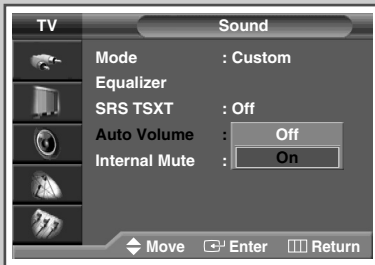 TV Sound
Mode : Custom
Equalizer
SRS TSXT : Off
Auto Volume : Off
Internal Mute : On
Move Enter Return